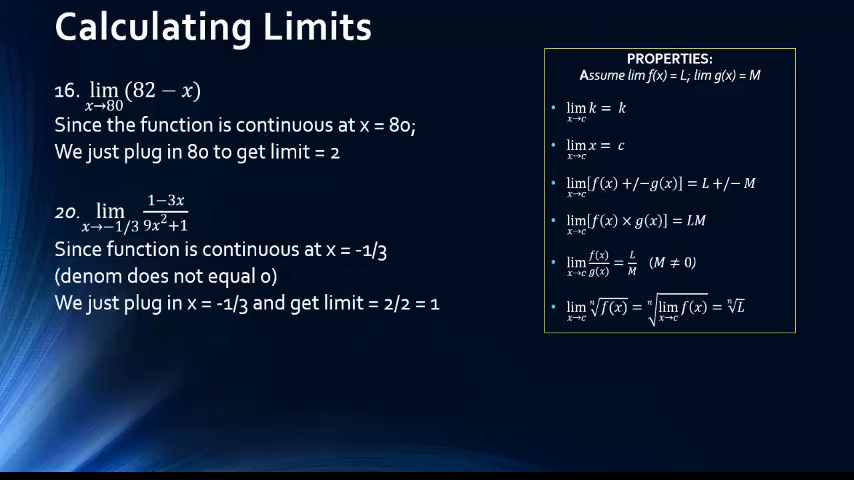 Calculating Limits
16. lim x→80 (82 − x)
Since the function is continuous at x = 80;
We just plug in 80 to get limit = 2
20. lim x→−1/3 (1−3x)/(9x²+1)
Since function is continuous at x = -1/3
(denom does not equal 0)
We just plug in x = -1/3 and get limit = 2/2 = 1
PROPERTIES:
Assume lim f(x) = L; lim g(x) = M
• lim x→c k = k
• lim x→c x = c
• lim x→c [f(x) +/−g(x)] = L +/− M
• lim x→c [f(x) × g(x)] = LM
• lim x→c f(x)/g(x) = L/M (M ≠ 0)
• lim x→c ⁿ√f(x) = ⁿ√(lim x→c f(x)) = ⁿ√L